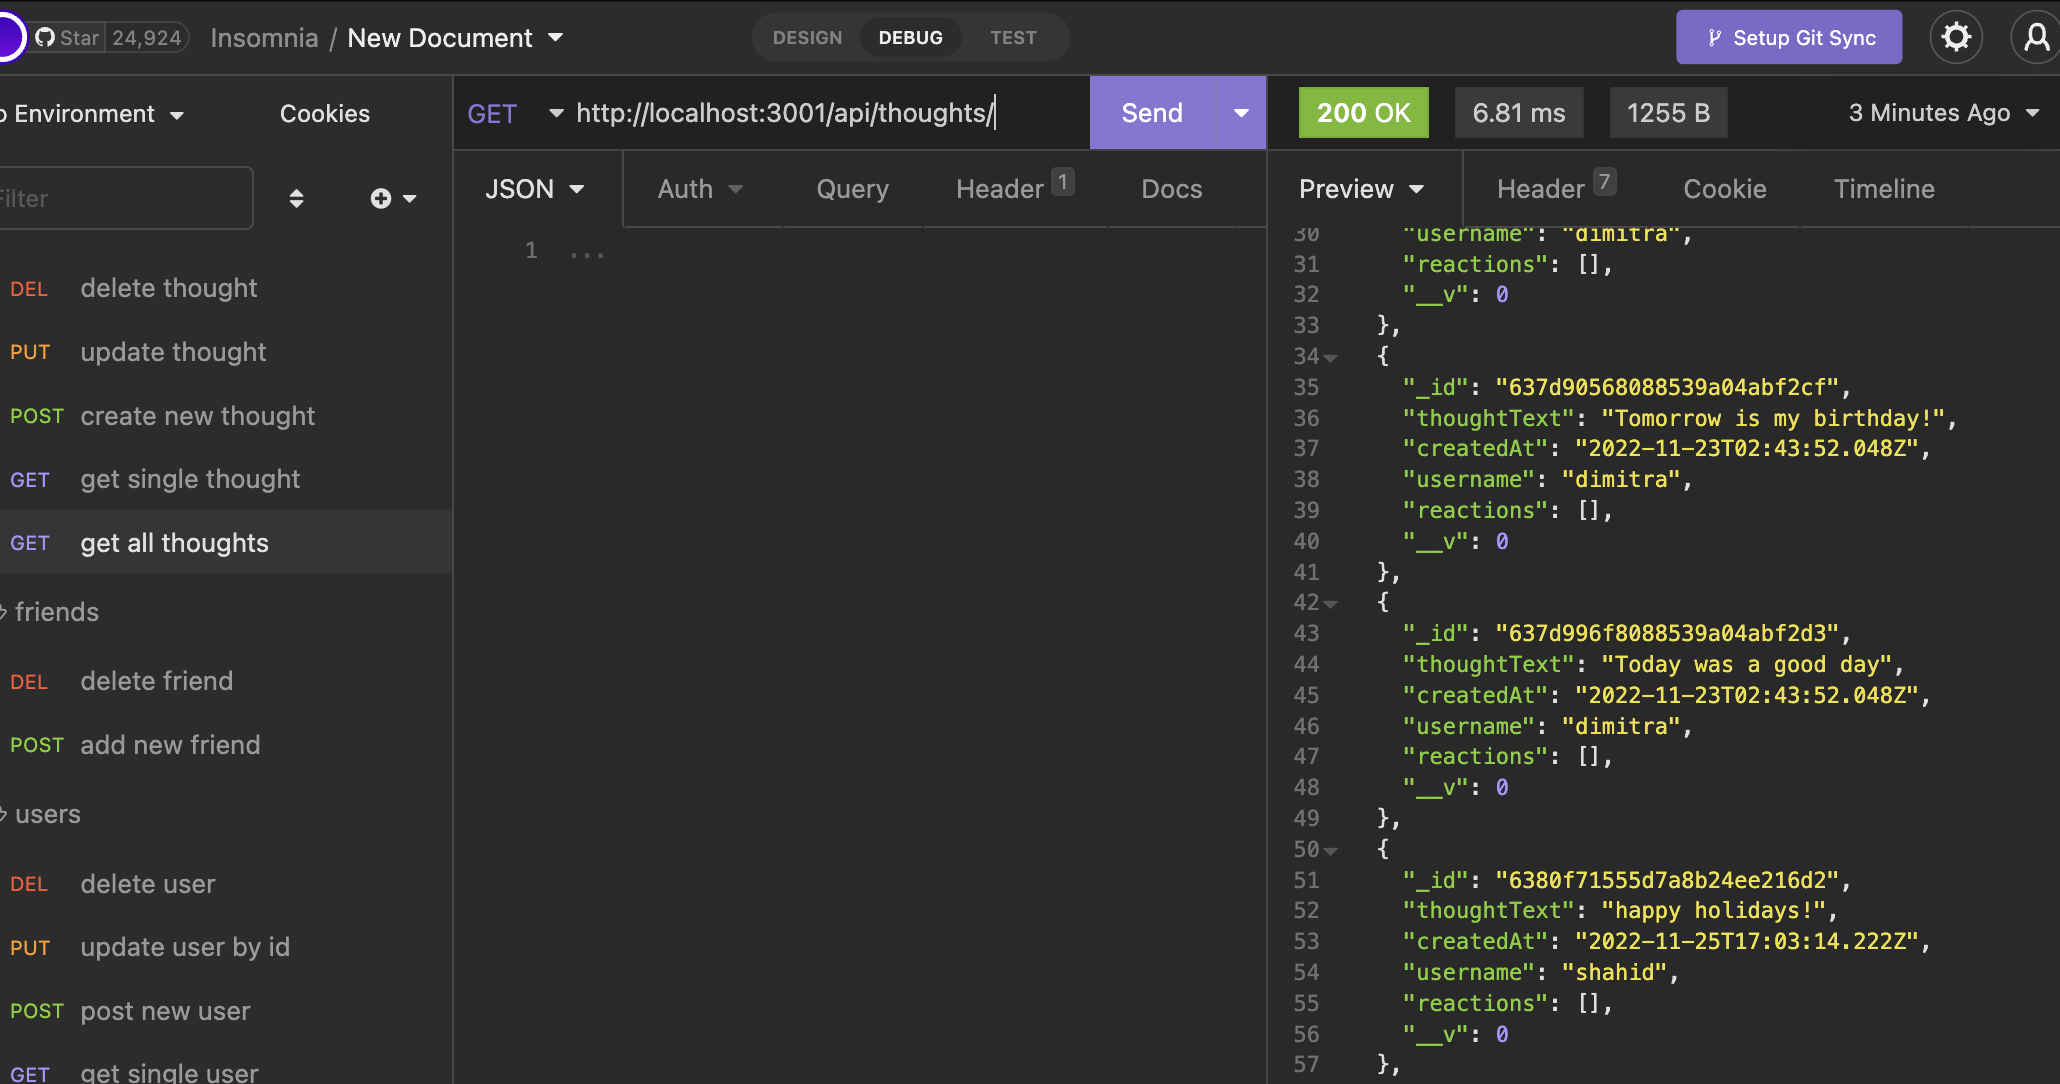 Star 24,924 Insomnia / New Document DESIGN DEBUG TEST Setup Git Sync
Environment Cookies
Filter
DEL delete thought
PUT update thought
POST create new thought
GET get single thought
GET get all thoughts
friends
DEL delete friend
POST add new friend
users
DEL delete user
PUT update user by id
POST post new user
GET get single user
GET http://localhost:3001/api/thoughts/ Send
JSON Auth Query Header 1 Docs
1 ...
200 OK 6.81 ms 1255 B 3 Minutes Ago
Preview Header 7 Cookie Timeline
30 "username": "dimitra",
31 "reactions": [],
32 "__v": 0
33 },
34 {
35 "_id": "637d90568088539a04abf2cf",
36 "thoughtText": "Tomorrow is my birthday!",
37 "createdAt": "2022-11-23T02:43:52.048Z",
38 "username": "dimitra",
39 "reactions": [],
40 "__v": 0
41 },
42 {
43 "_id": "637d996f8088539a04abf2d3",
44 "thoughtText": "Today was a good day",
45 "createdAt": "2022-11-23T02:43:52.048Z",
46 "username": "dimitra",
47 "reactions": [],
48 "__v": 0
49 },
50 {
51 "_id": "6380f71555d7a8b24ee216d2",
52 "thoughtText": "happy holidays!",
53 "createdAt": "2022-11-25T17:03:14.222Z",
54 "username": "shahid",
55 "reactions": [],
56 "__v": 0
57 },